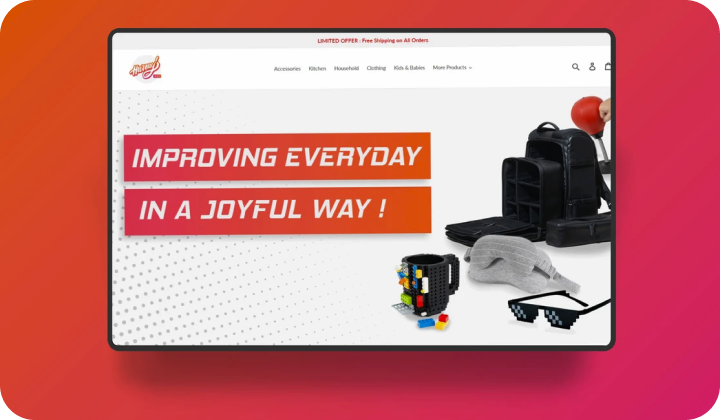 LIMITED OFFER : Free Shipping on All Orders
Accessories Kitchen Household Clothing Kids & Babies More Products
IMPROVING EVERYDAY
IN A JOYFUL WAY !